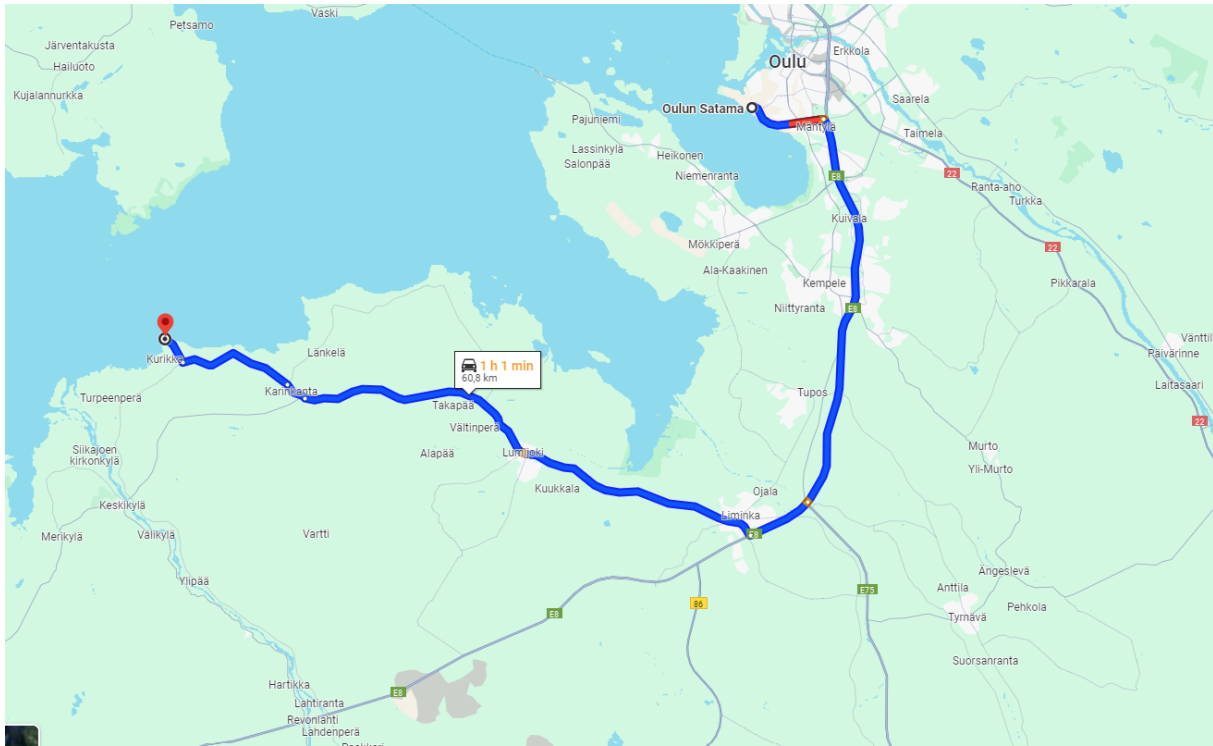 Petsamo
Vaski
Järventakusta
Hailuoto
Kujalannurkka
Oulu
Erkkola
Saarela
Oulun Satama
Pajuniemi
Mäntylä
Taimela
Lassinkylä
Salonpää
Heikonen
Niemenranta
E8
22
Ranta-aho
Turkka
Kuivala
Mökkiperä
22
Ala-Kaakinen
Kempele
Pikkarala
Niittyranta
E8
Vänttil
Päivärinne
Laitasaari
Kurikka
Länkelä
1 h 1 min
60,8 km
Karinkanta
Turpeenperä
Takapää
Tupos
Vältinperä
22
Siikajoen
kirkonkylä
Alapää
Lumijoki
Murto
Yli-Murto
Kuukkala
Ojala
Keskikylä
Liminka
Merikylä
Välikylä
Vartti
E8
Ylipää
Ängeslevä
Anttila
E75
86
Pehkola
E8
Tyrnävä
Suorsanranta
Hartikka
E8
Lahtiranta
Revonlahti
Lahdenperä